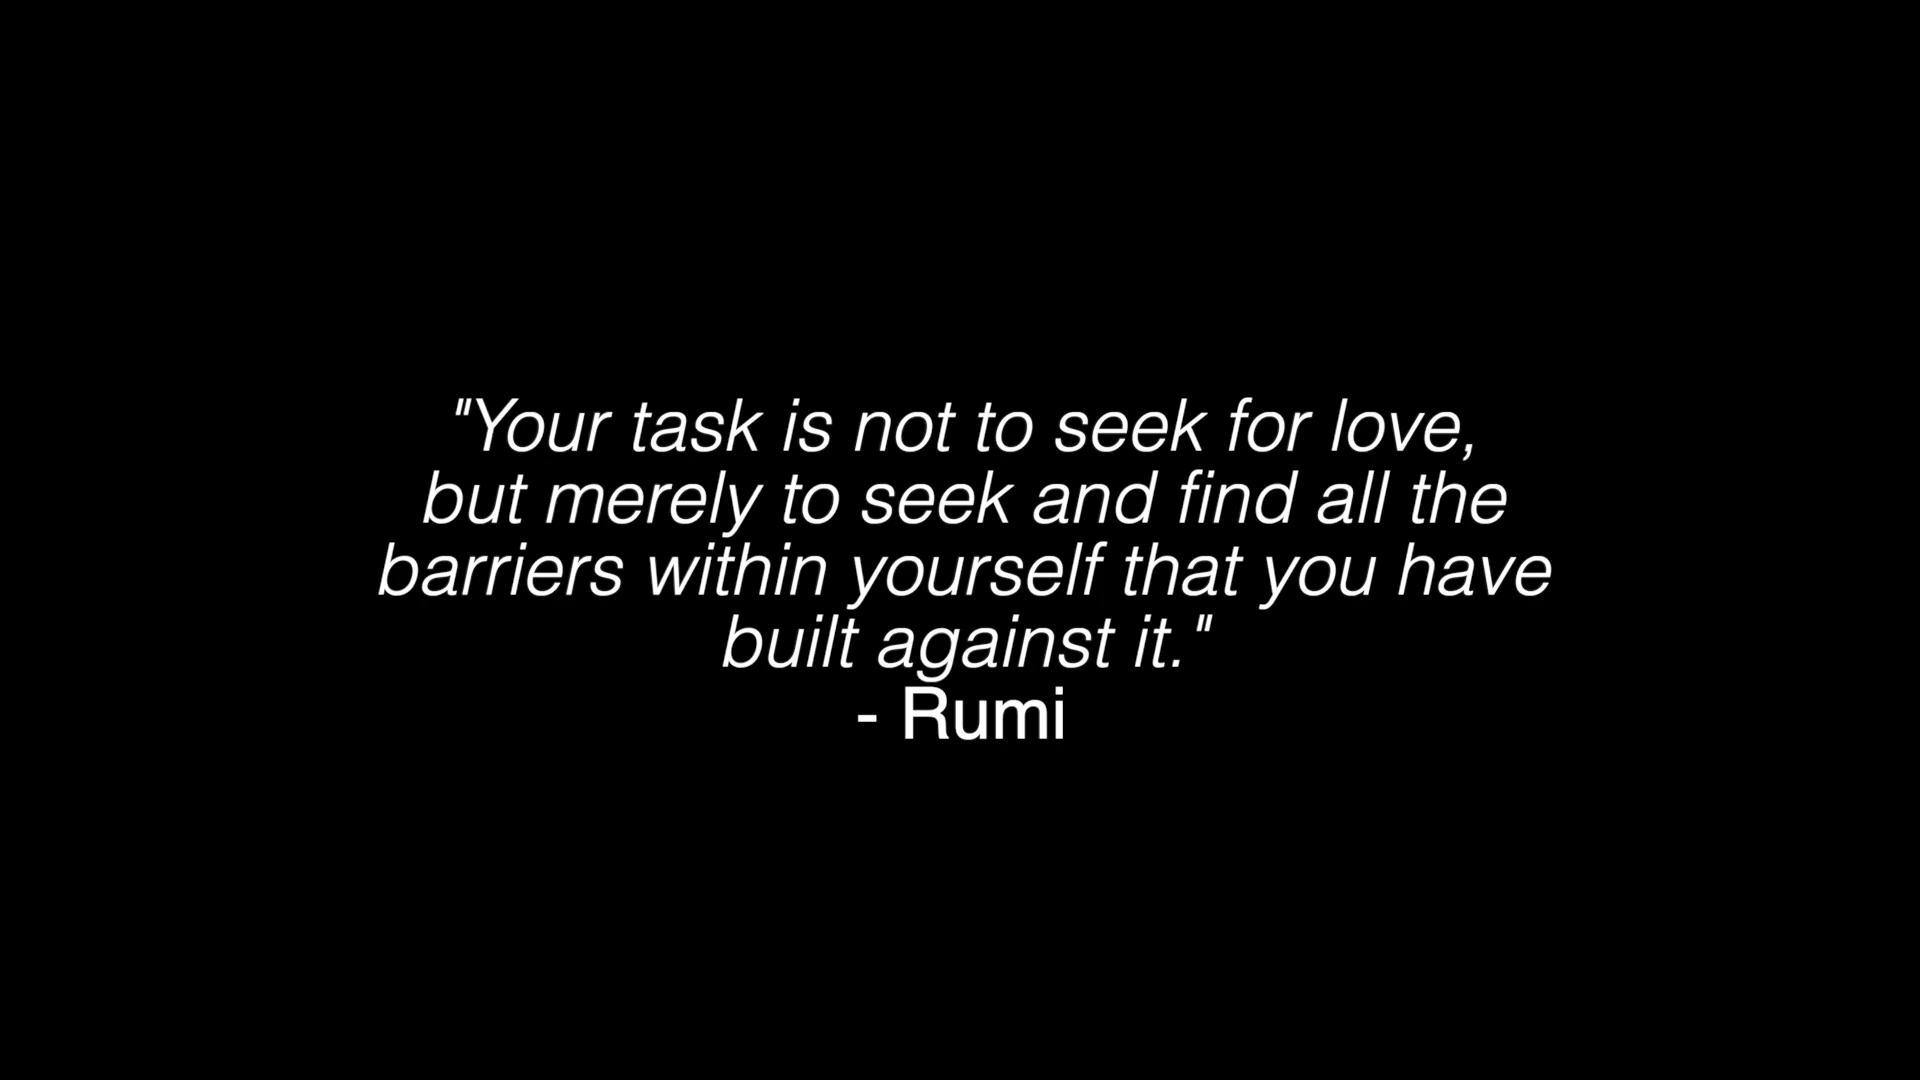 "Your task is not to seek for love,
but merely to seek and find all the
barriers within yourself that you have
built against it."
- Rumi